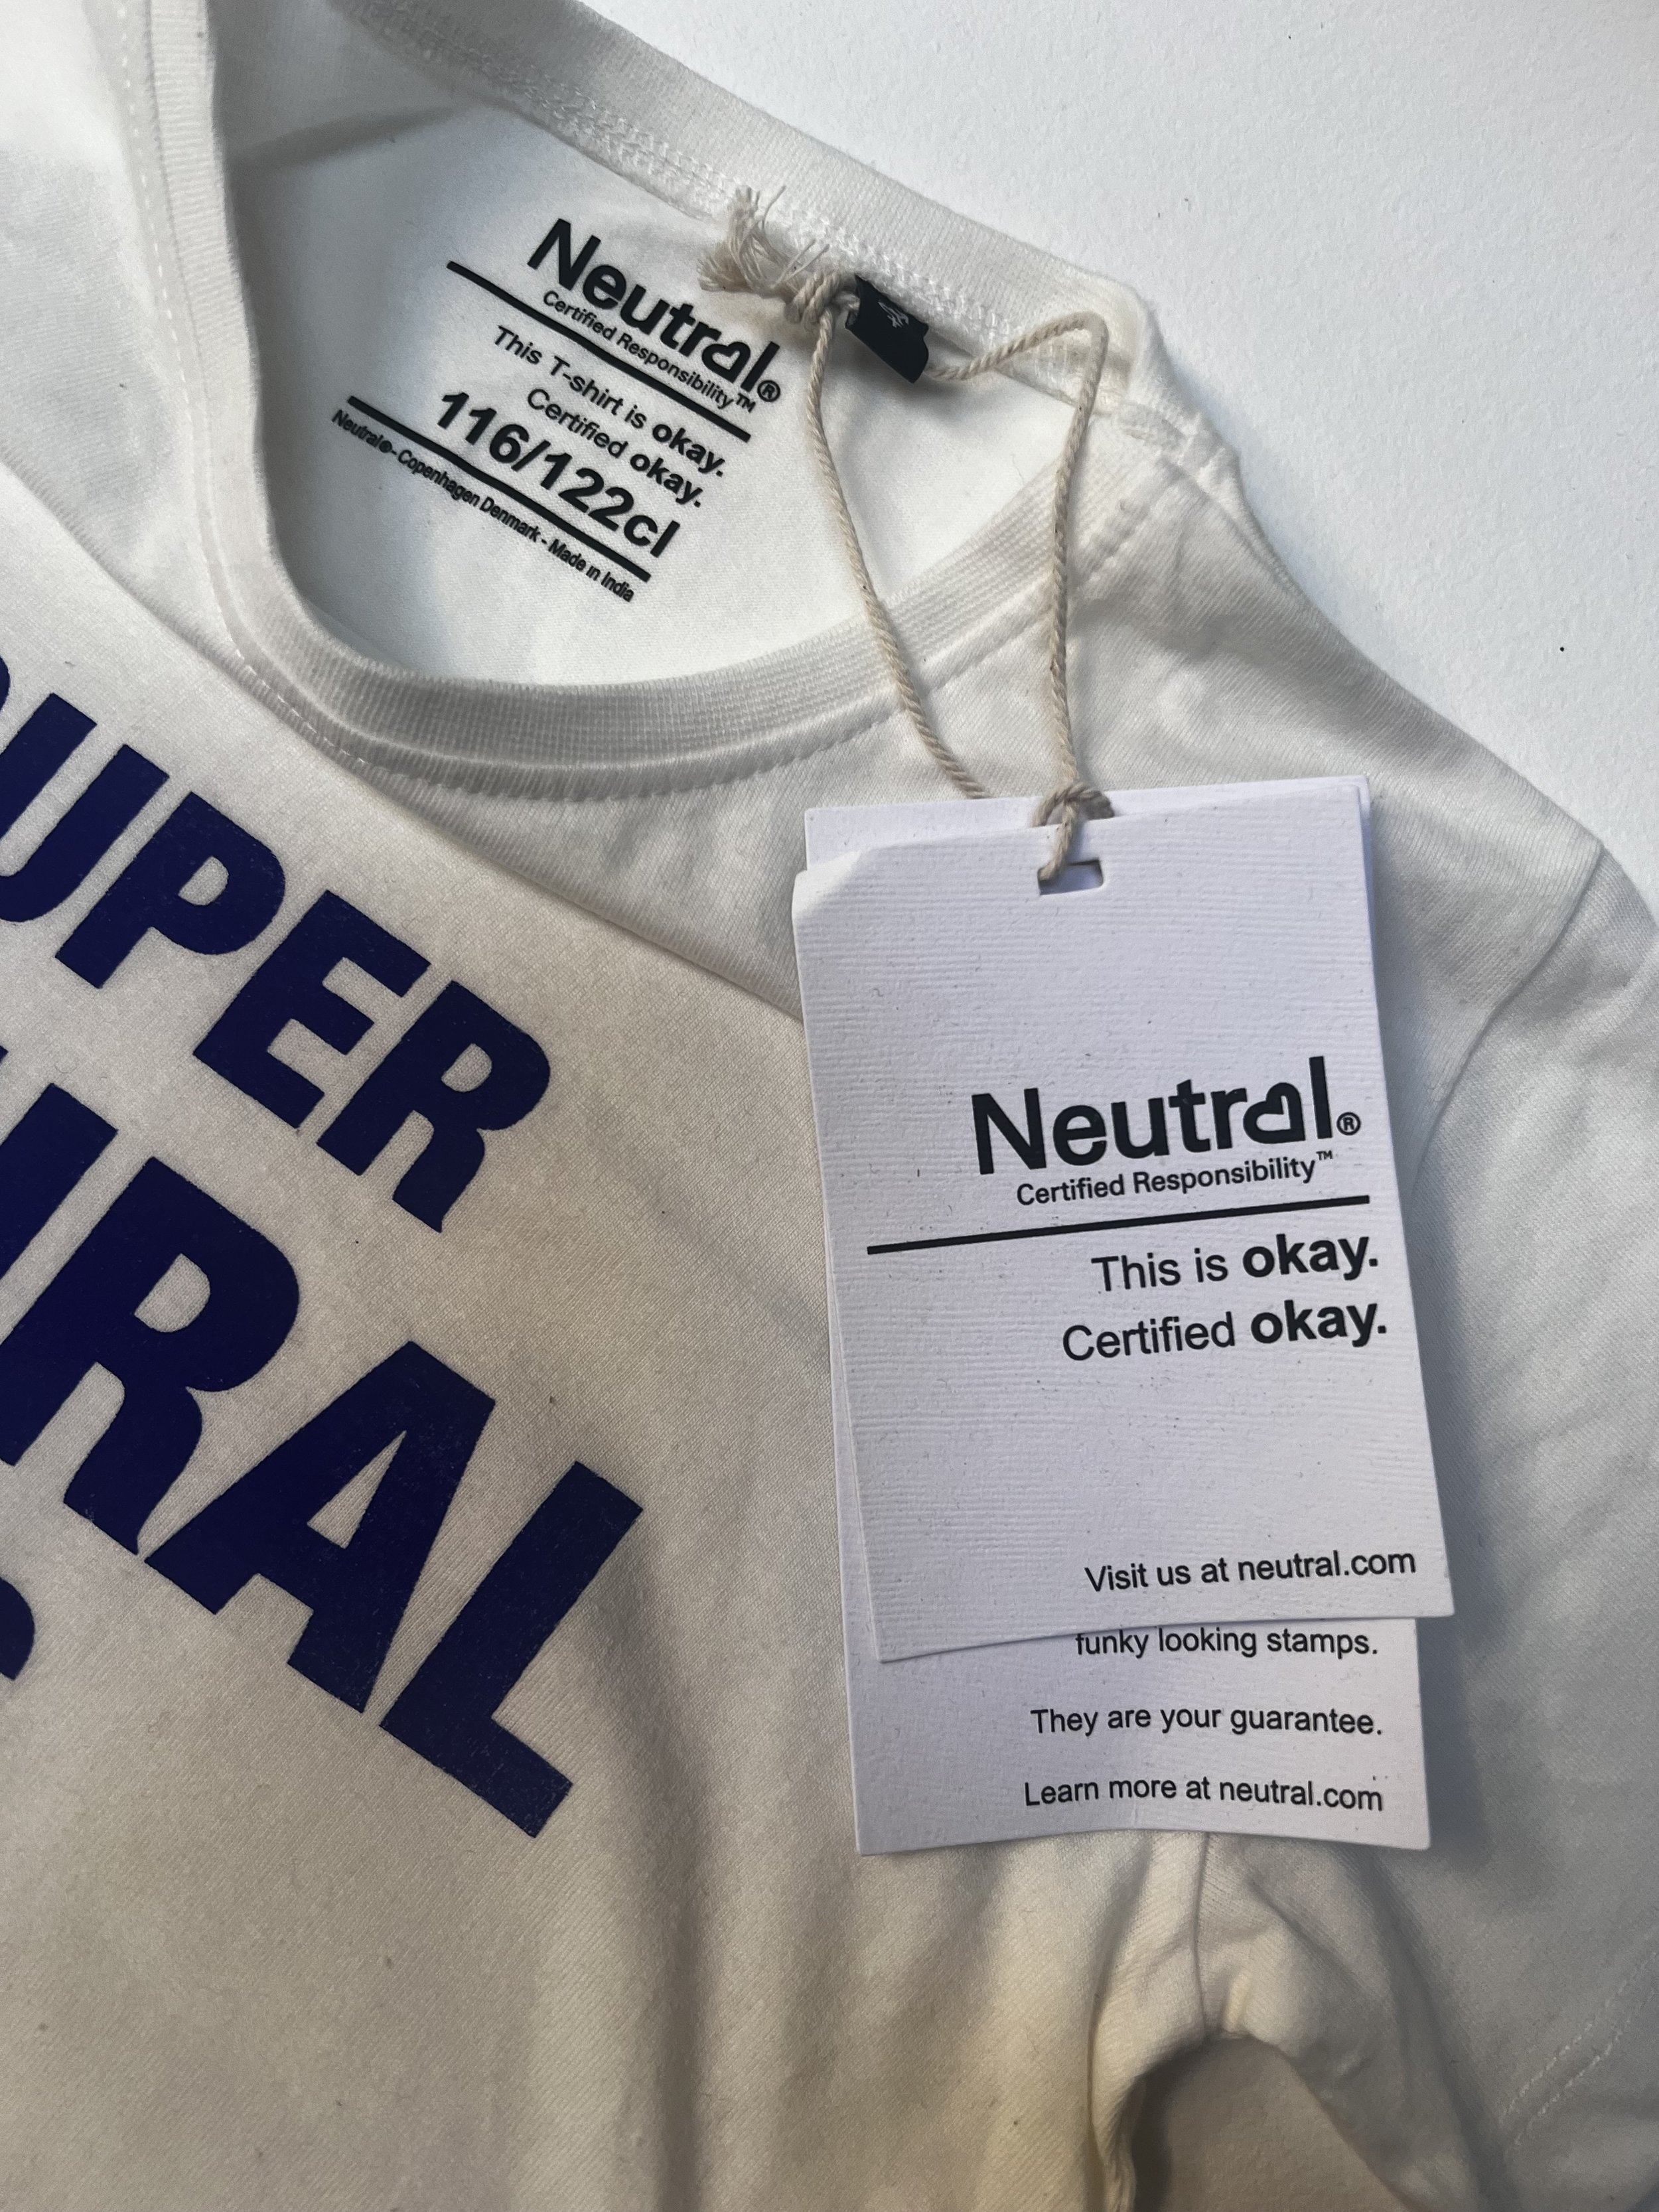 Neutral®
Certified Responsibility™
This T-shirt is okay.
Certified okay.
116/122cl
Neutral® - Copenhagen Denmark - Made in India
Neutral®
Certified Responsibility™
This is okay.
Certified okay.
Visit us at neutral.com
funky looking stamps.
They are your guarantee.
Learn more at neutral.com